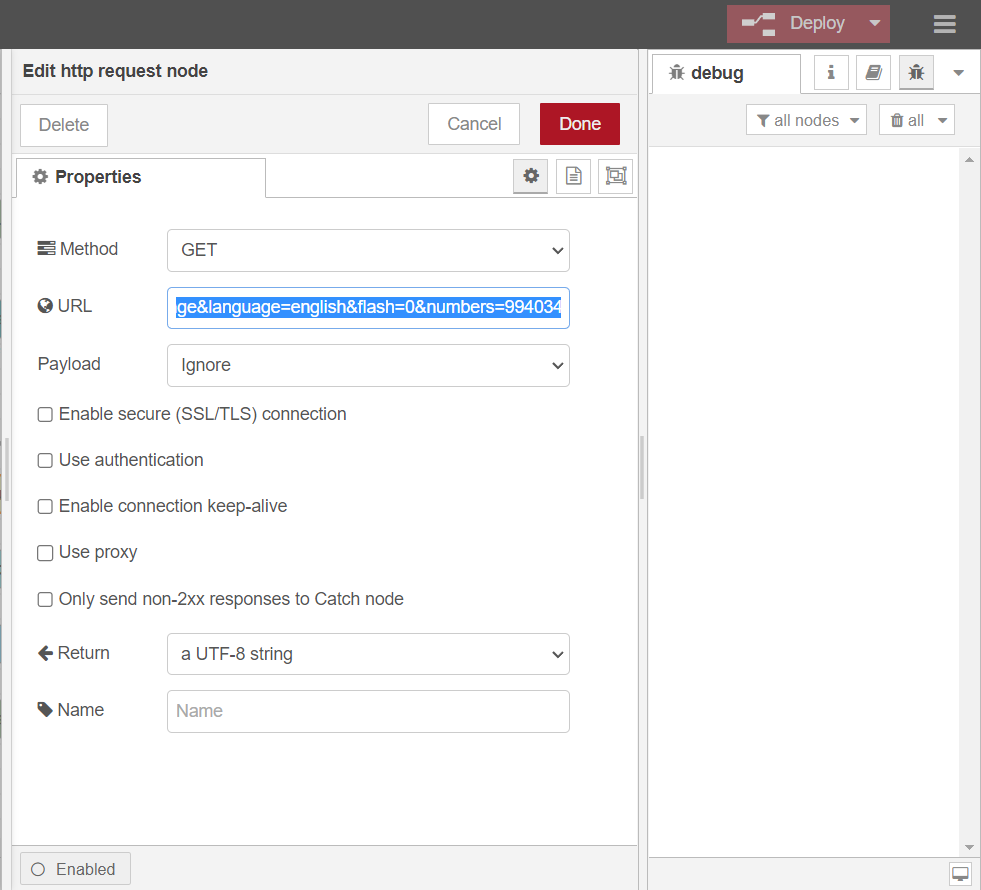 Deploy
Edit http request node
debug
i
Delete
Cancel
Done
all nodes
all
Properties
Method
GET
URL
ge&language=english&flash=0&numbers=994034
Payload
Ignore
Enable secure (SSL/TLS) connection
Use authentication
Enable connection keep-alive
Use proxy
Only send non-2xx responses to Catch node
Return
a UTF-8 string
Name
Name
Enabled